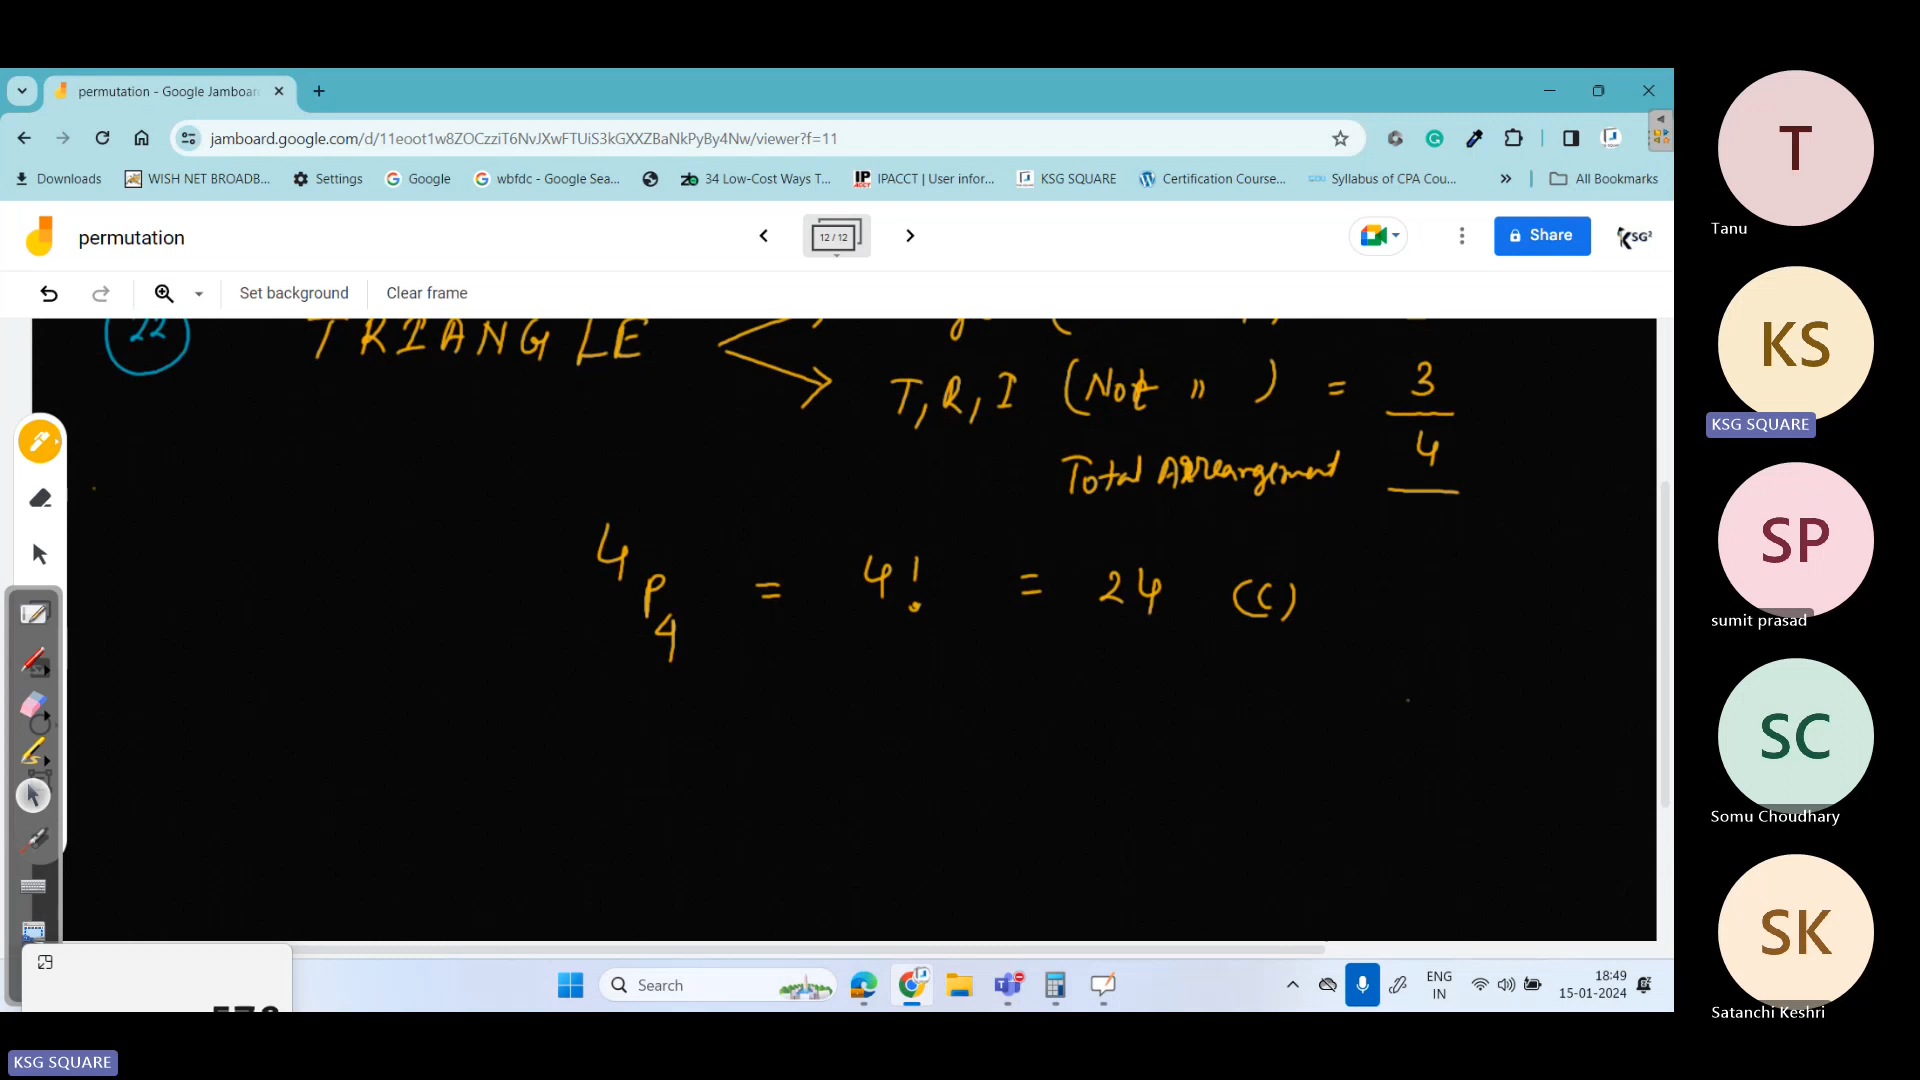 permutation - Google Jamboar
jamboard.google.com/d/11eoot1w8ZOCzziT6NvJXwFTUiS3kGXXZBaNkPyBy4Nw/viewer?f=11
Downloads WISH NET BROADB... Settings Google wbfdc - Google Sea... 34 Low-Cost Ways T... IPACCT | User infor... KSG SQUARE Certification Course... Syllabus of CPA Cou... » All Bookmarks
permutation
12 / 12
Share
KSG²
Set background Clear frame
22 TRIANGLE
T, R, I (Not " ) = 3
Total Arrangement 4
4P4 = 4! = 24 (C)
Search
ENG
IN
18:49
15-01-2024
T
Tanu
KS
KSG SQUARE
SP
sumit prasad
SC
Somu Choudhary
SK
Satanchi Keshri
KSG SQUARE